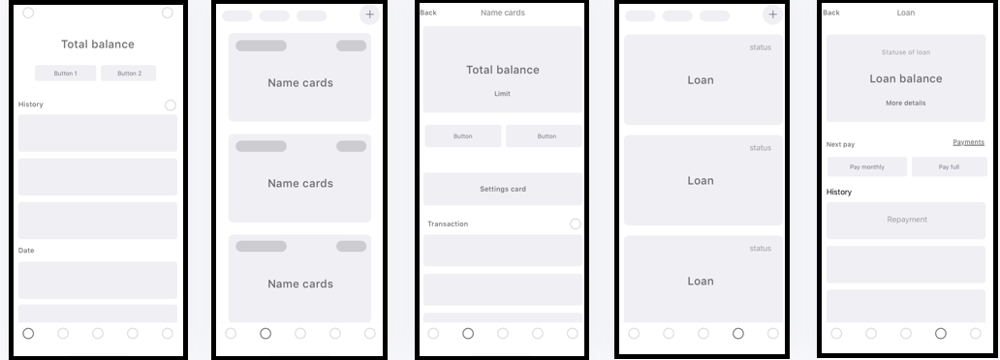 Total balance
Button 1 Button 2
History
Date
+
Name cards
Name cards
Name cards
Back Name cards
Total balance
Limit
Button Button
Settings card
Transaction
+
status
Loan
status
Loan
status
Loan
Back Loan
Statuse of loan
Loan balance
More details
Next pay Payments
Pay monthly Pay full
History
Repayment